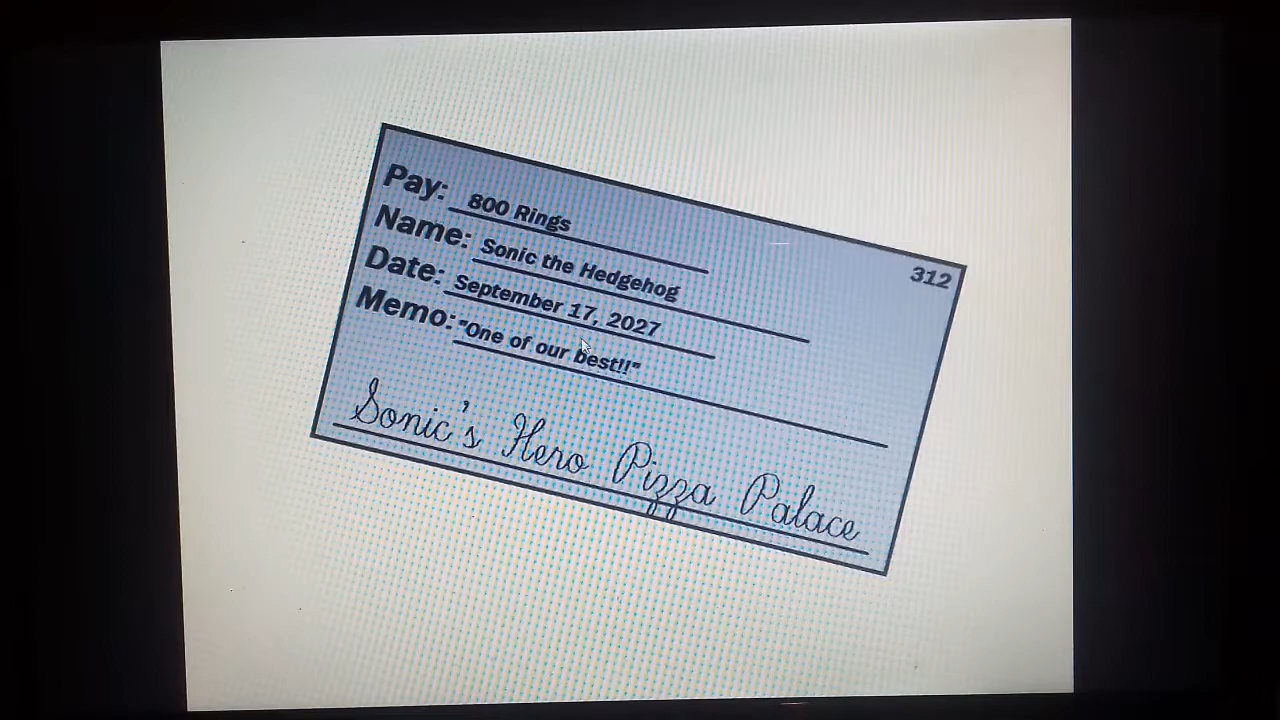 312
Pay: 800 Rings
Name: Sonic the Hedgehog
Date: September 17, 2027
Memo: "One of our best!!"
Sonic's Hero Pizza Palace